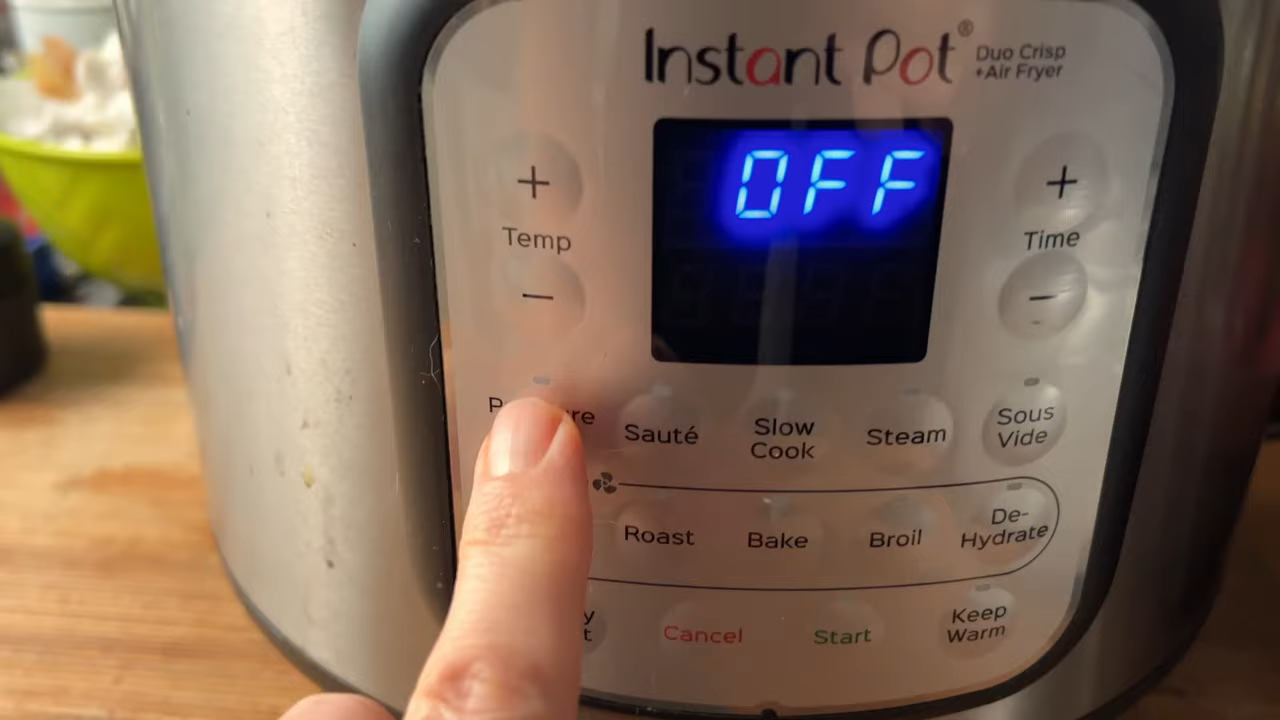 Instant Pot®
Duo Crisp
+Air Fryer
OFF
+
+
Temp
Time
−
−
Sauté
Slow
Cook
Steam
Sous
Vide
Roast
Bake
Broil
De-
Hydrate
Cancel
Start
Keep
Warm